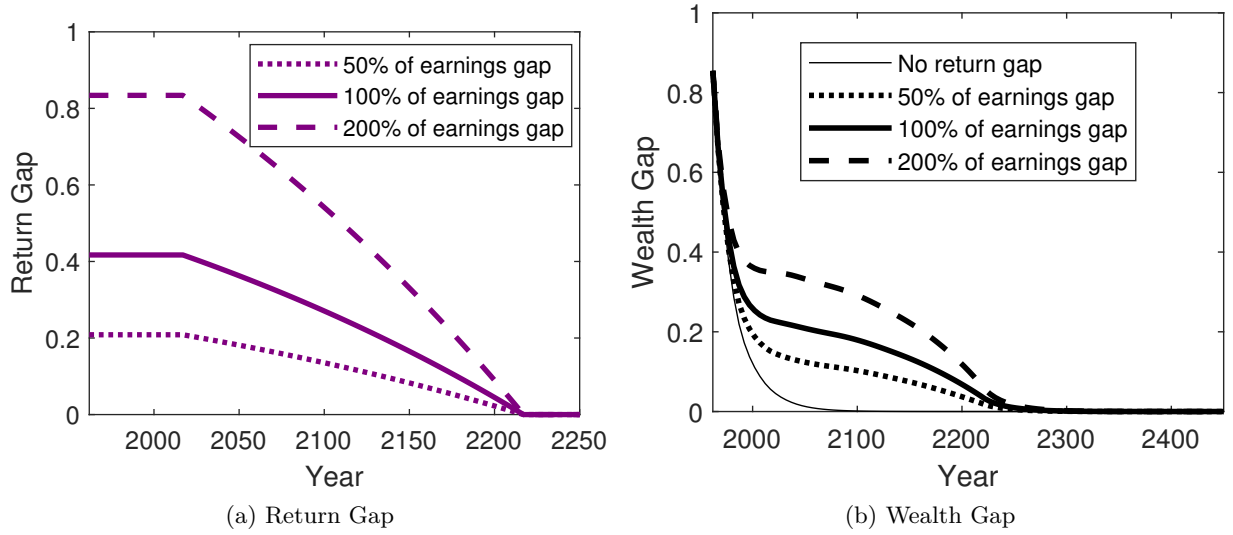 1
0.8
0.6
0.4
0.2
0
Return Gap
50% of earnings gap
100% of earnings gap
200% of earnings gap
2000 2050 2100 2150 2200 2250
Year
(a) Return Gap
1
0.8
0.6
0.4
0.2
0
Wealth Gap
No return gap
50% of earnings gap
100% of earnings gap
200% of earnings gap
2000 2100 2200 2300 2400
Year
(b) Wealth Gap